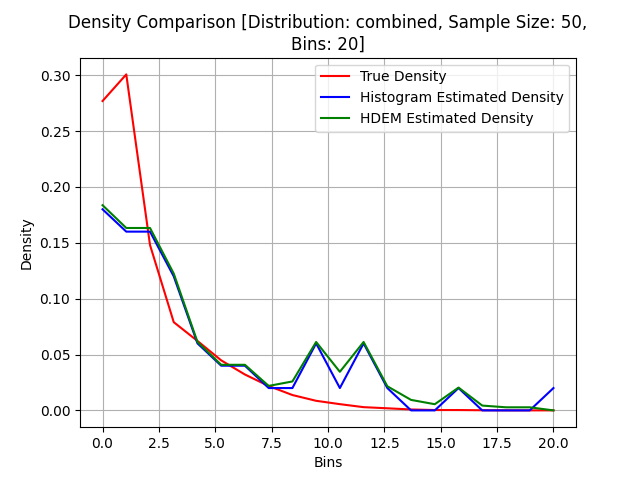 Density Comparison [Distribution: combined, Sample Size: 50,
Bins: 20]
True Density
Histogram Estimated Density
HDEM Estimated Density
Density
0.30
0.25
0.20
0.15
0.10
0.05
0.00
0.0 2.5 5.0 7.5 10.0 12.5 15.0 17.5 20.0
Bins